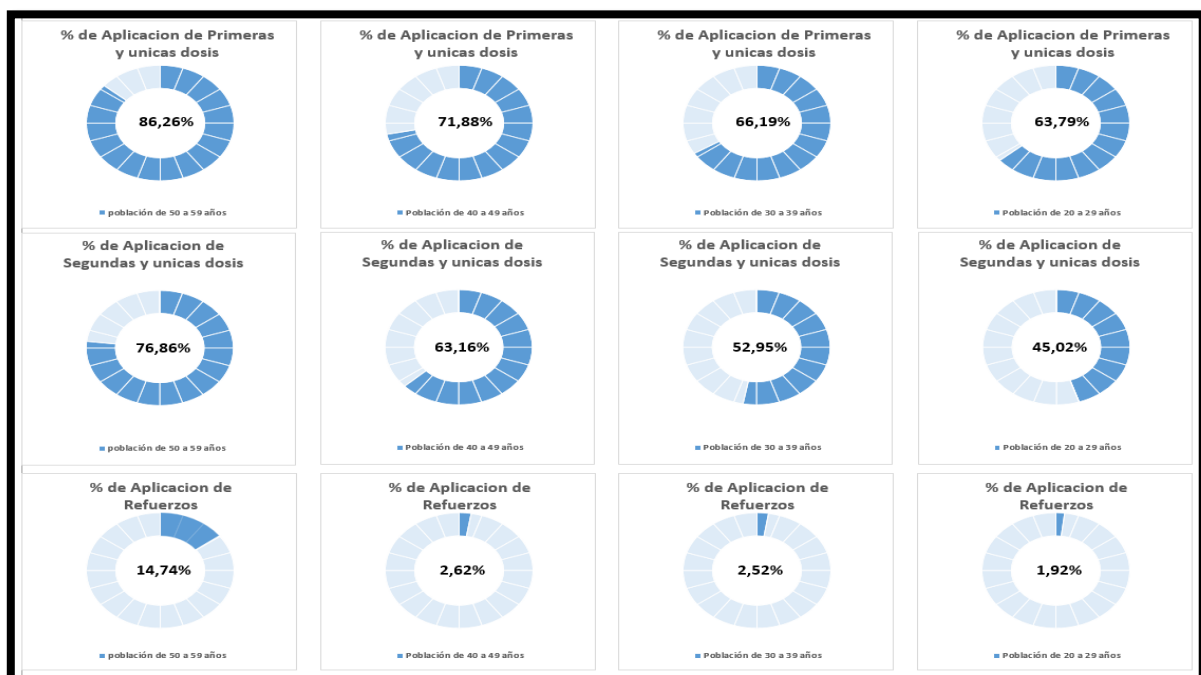 % de Aplicacion de Primeras
y unicas dosis
86,26%
población de 50 a 59 años
% de Aplicacion de Primeras
y unicas dosis
71,88%
Población de 40 a 49 años
% de Aplicacion de Primeras
y unicas dosis
66,19%
Población de 30 a 39 años
% de Aplicacion de Primeras
y unicas dosis
63,79%
Población de 20 a 29 años
% de Aplicacion de
Segundas y unicas dosis
76,86%
población de 50 a 59 años
% de Aplicacion de
Segundas y unicas dosis
63,16%
Población de 40 a 49 años
% de Aplicacion de
Segundas y unicas dosis
52,95%
Población de 30 a 39 años
% de Aplicacion de
Segundas y unicas dosis
45,02%
Población de 20 a 29 años
% de Aplicacion de
Refuerzos
14,74%
población de 50 a 59 años
% de Aplicacion de
Refuerzos
2,62%
Población de 40 a 49 años
% de Aplicacion de
Refuerzos
2,52%
Población de 30 a 39 años
% de Aplicacion de
Refuerzos
1,92%
Población de 20 a 29 años